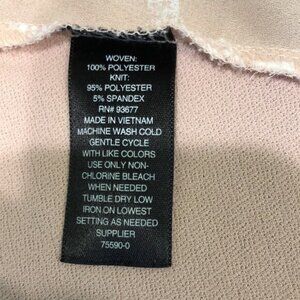 WOVEN:
100% POLYESTER
KNIT:
95% POLYESTER
5% SPANDEX
RN# 93677
MADE IN VIETNAM
MACHINE WASH COLD
GENTLE CYCLE
WITH LIKE COLORS
USE ONLY NON-
CHLORINE BLEACH
WHEN NEEDED
TUMBLE DRY LOW
IRON ON LOWEST
SETTING AS NEEDED
SUPPLIER
75590-0